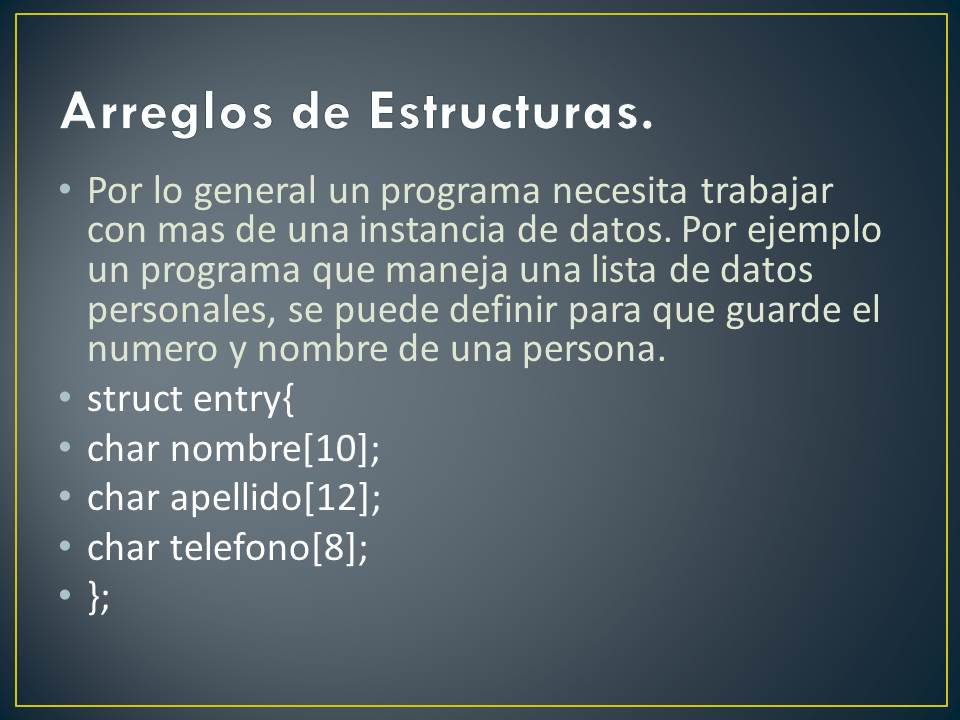 Arreglos de Estructuras.
• Por lo general un programa necesita trabajar
con mas de una instancia de datos. Por ejemplo
un programa que maneja una lista de datos
personales, se puede definir para que guarde el
numero y nombre de una persona.
• struct entry{
• char nombre[10];
• char apellido[12];
• char telefono[8];
• };